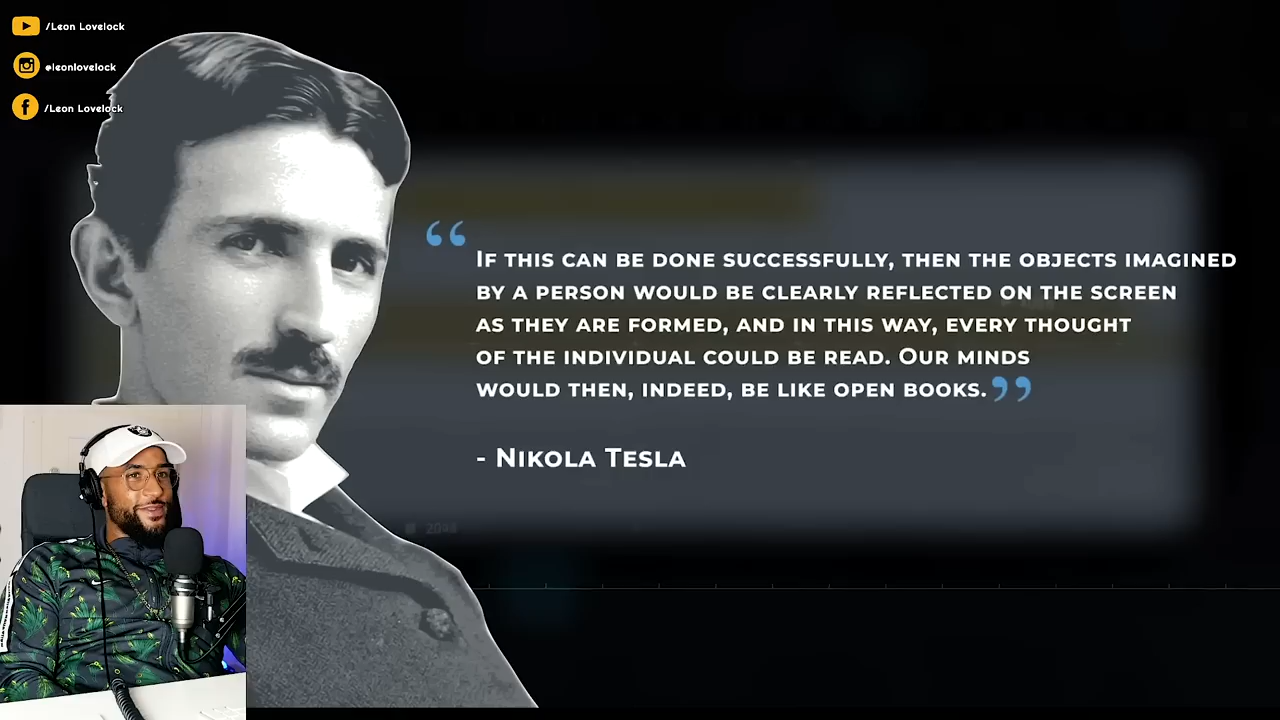 /Leon Lovelock
@leonlovelock
/Leon Lovelock
“
IF THIS CAN BE DONE SUCCESSFULLY, THEN THE OBJECTS IMAGINED
BY A PERSON WOULD BE CLEARLY REFLECTED ON THE SCREEN
AS THEY ARE FORMED, AND IN THIS WAY, EVERY THOUGHT
OF THE INDIVIDUAL COULD BE READ. OUR MINDS
WOULD THEN, INDEED, BE LIKE OPEN BOOKS.”
- NIKOLA TESLA